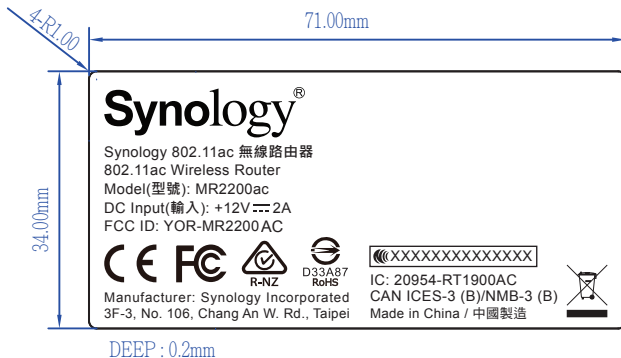 4-R1.00
71.00mm
34.00mm
Synology®
Synology 802.11ac 無線路由器
802.11ac Wireless Router
Model(型號): MR2200ac
DC Input(輸入): +12V⎓2A
FCC ID: YOR-MR2200AC
CE FC R-NZ
D33A87
RoHS
XXXXXXXXXXXXXX
IC: 20954-RT1900AC
CAN ICES-3 (B)/NMB-3 (B)
Made in China / 中國製造
Manufacturer: Synology Incorporated
3F-3, No. 106, Chang An W. Rd., Taipei
DEEP : 0.2mm